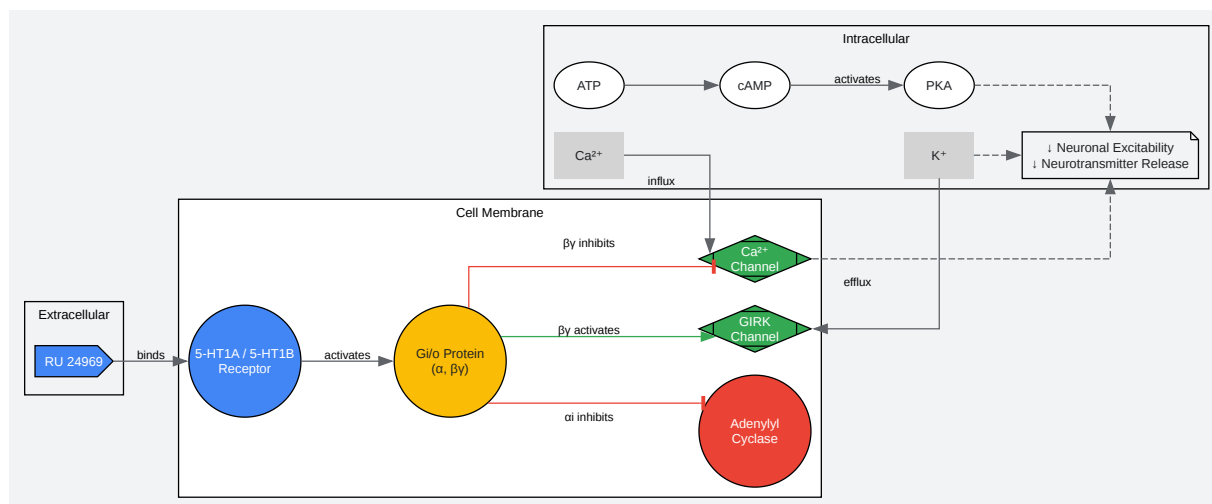 Intracellular
ATP
cAMP
activates
PKA
Ca²⁺
K⁺
↓ Neuronal Excitability
↓ Neurotransmitter Release
influx
Cell Membrane
βγ inhibits
Ca²⁺
Channel
efflux
Extracellular
RU 24969
binds
5-HT1A / 5-HT1B
Receptor
activates
Gi/o Protein
(α, βγ)
βγ activates
GIRK
Channel
αi inhibits
Adenylyl
Cyclase